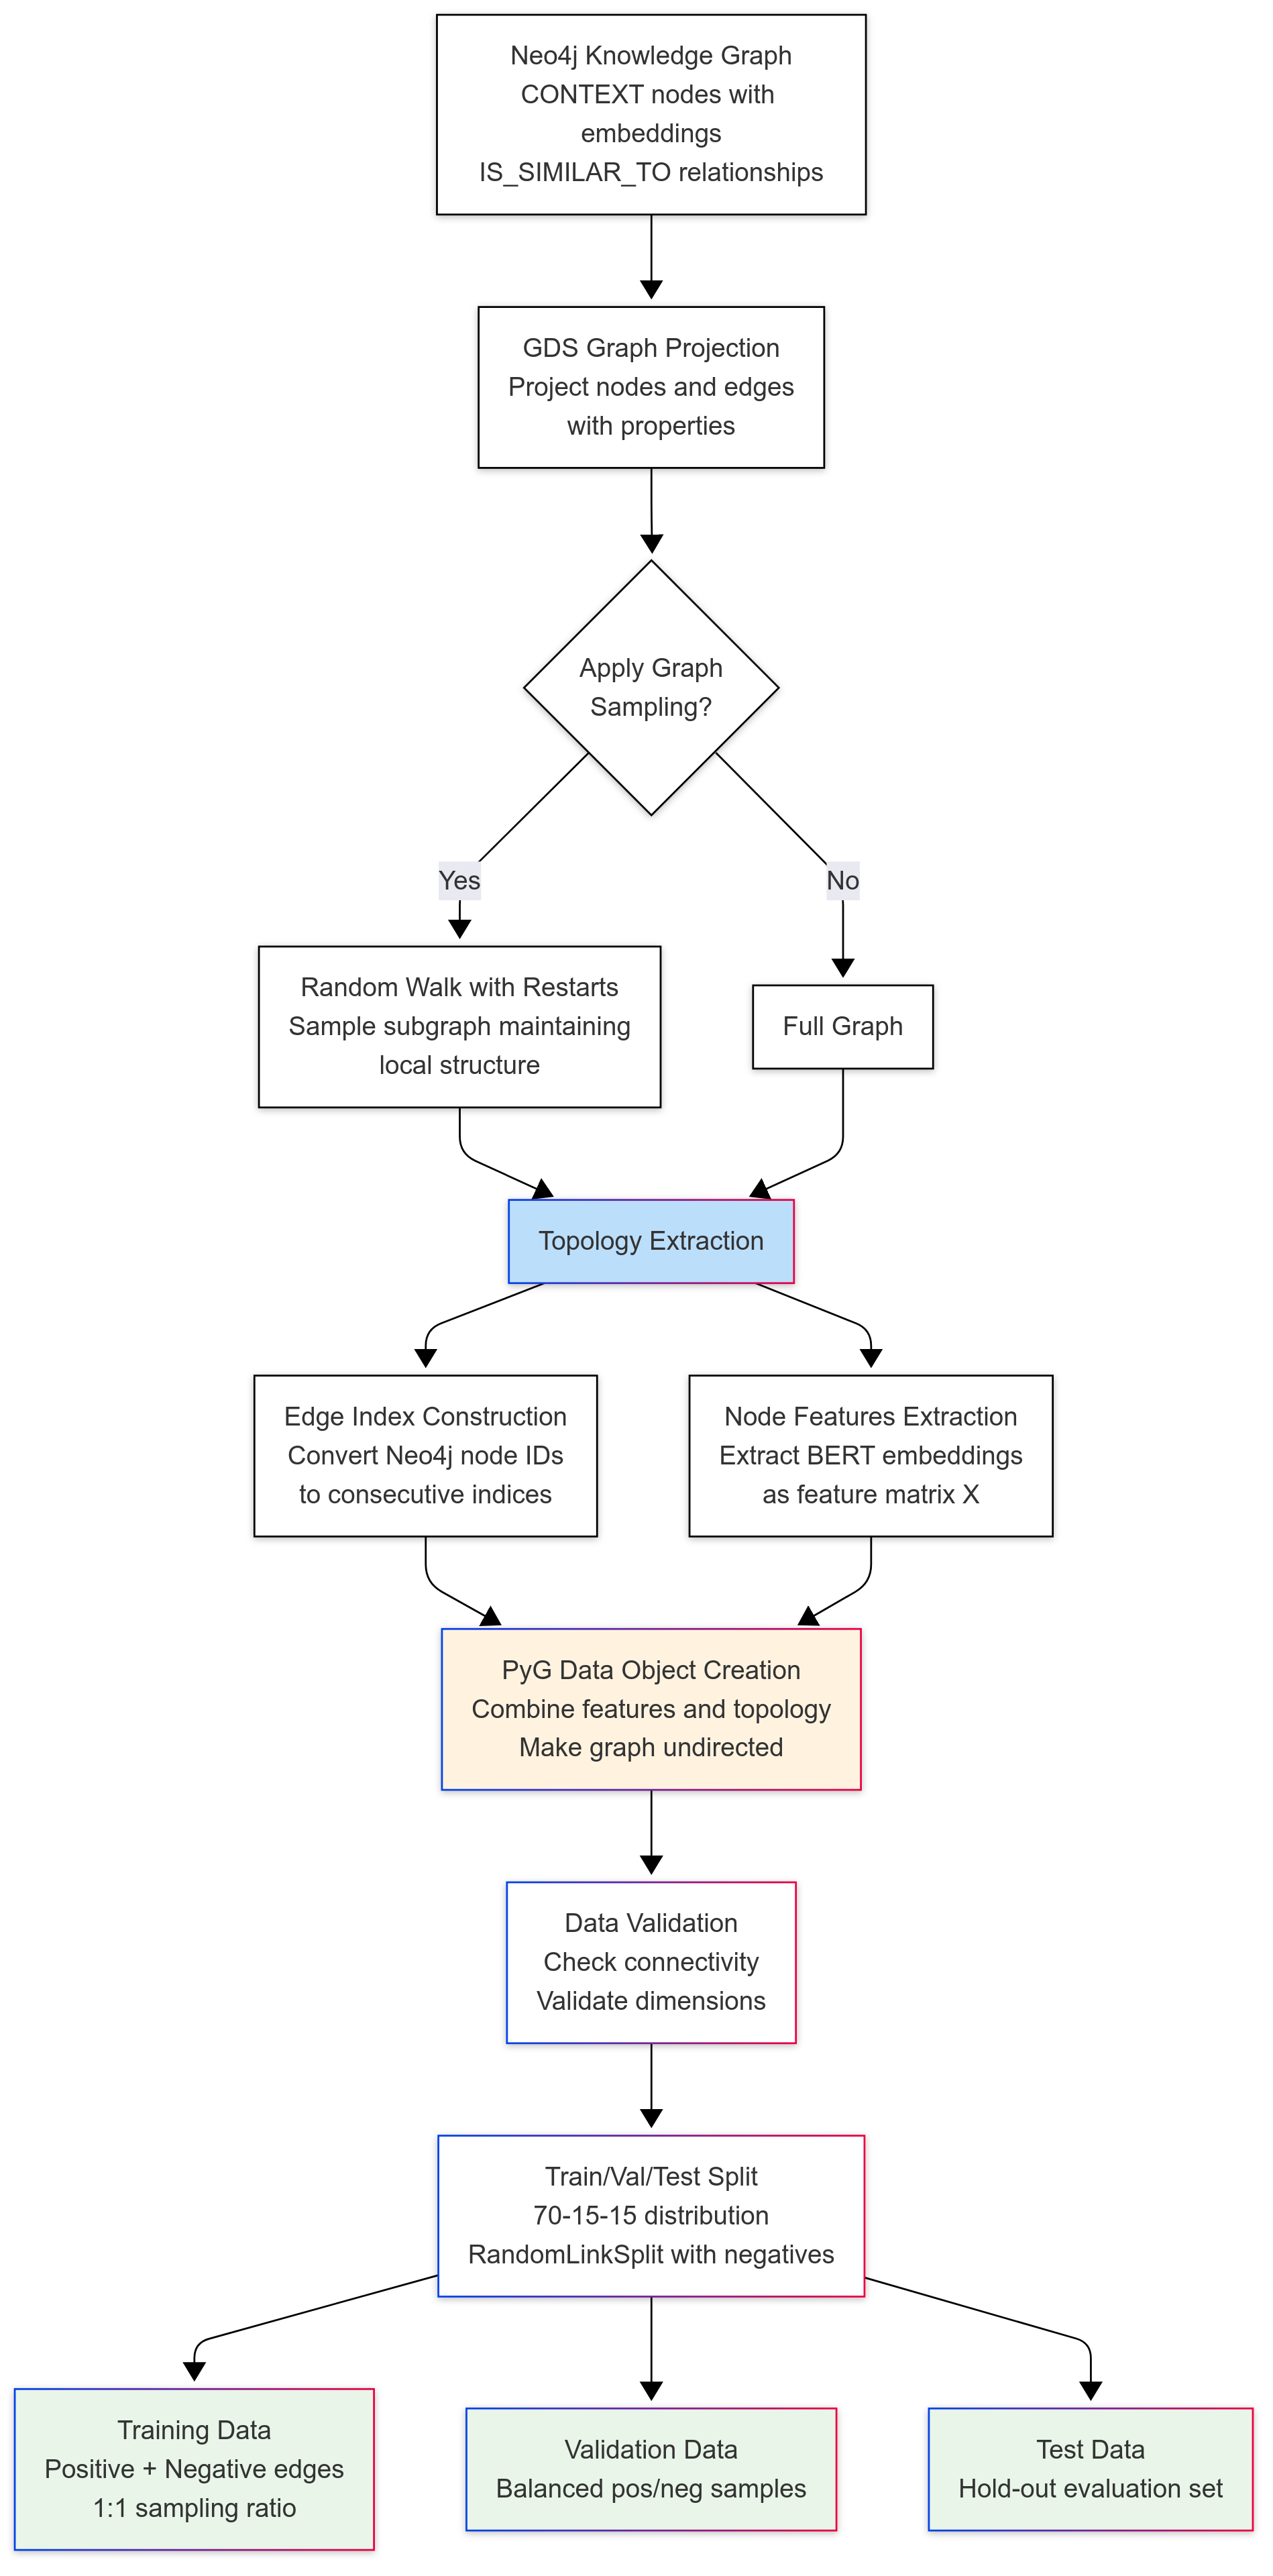 Neo4j Knowledge Graph
CONTEXT nodes with
embeddings
IS_SIMILAR_TO relationships
GDS Graph Projection
Project nodes and edges
with properties
Apply Graph
Sampling?
Yes
No
Random Walk with Restarts
Sample subgraph maintaining
local structure
Full Graph
Topology Extraction
Edge Index Construction
Convert Neo4j node IDs
to consecutive indices
Node Features Extraction
Extract BERT embeddings
as feature matrix X
PyG Data Object Creation
Combine features and topology
Make graph undirected
Data Validation
Check connectivity
Validate dimensions
Train/Val/Test Split
70-15-15 distribution
RandomLinkSplit with negatives
Training Data
Positive + Negative edges
1:1 sampling ratio
Validation Data
Balanced pos/neg samples
Test Data
Hold-out evaluation set